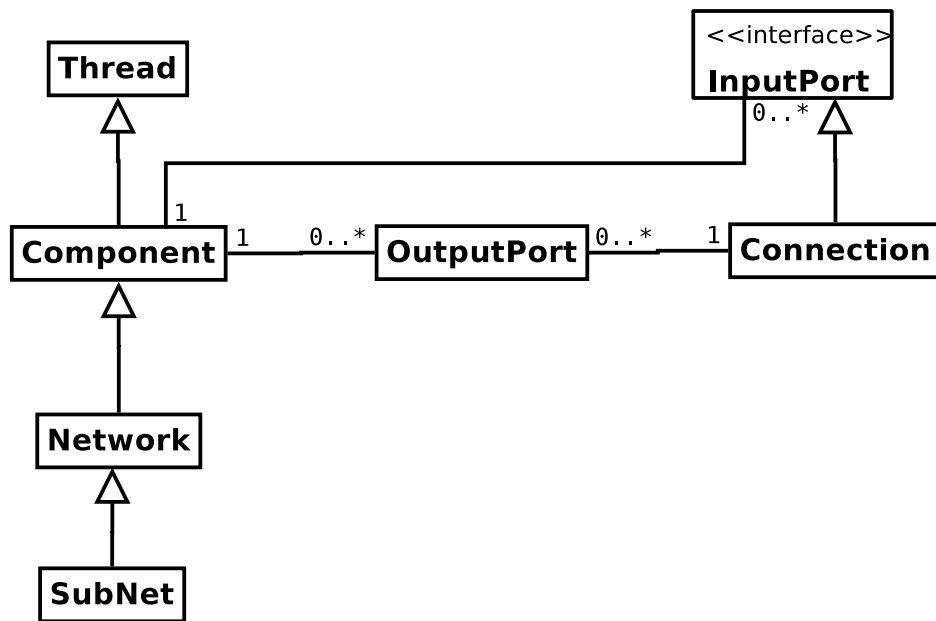 <<interface>>
Thread
InputPort
0..*
1
Component
1
0..*
OutputPort
0..*
1
Connection
Network
SubNet